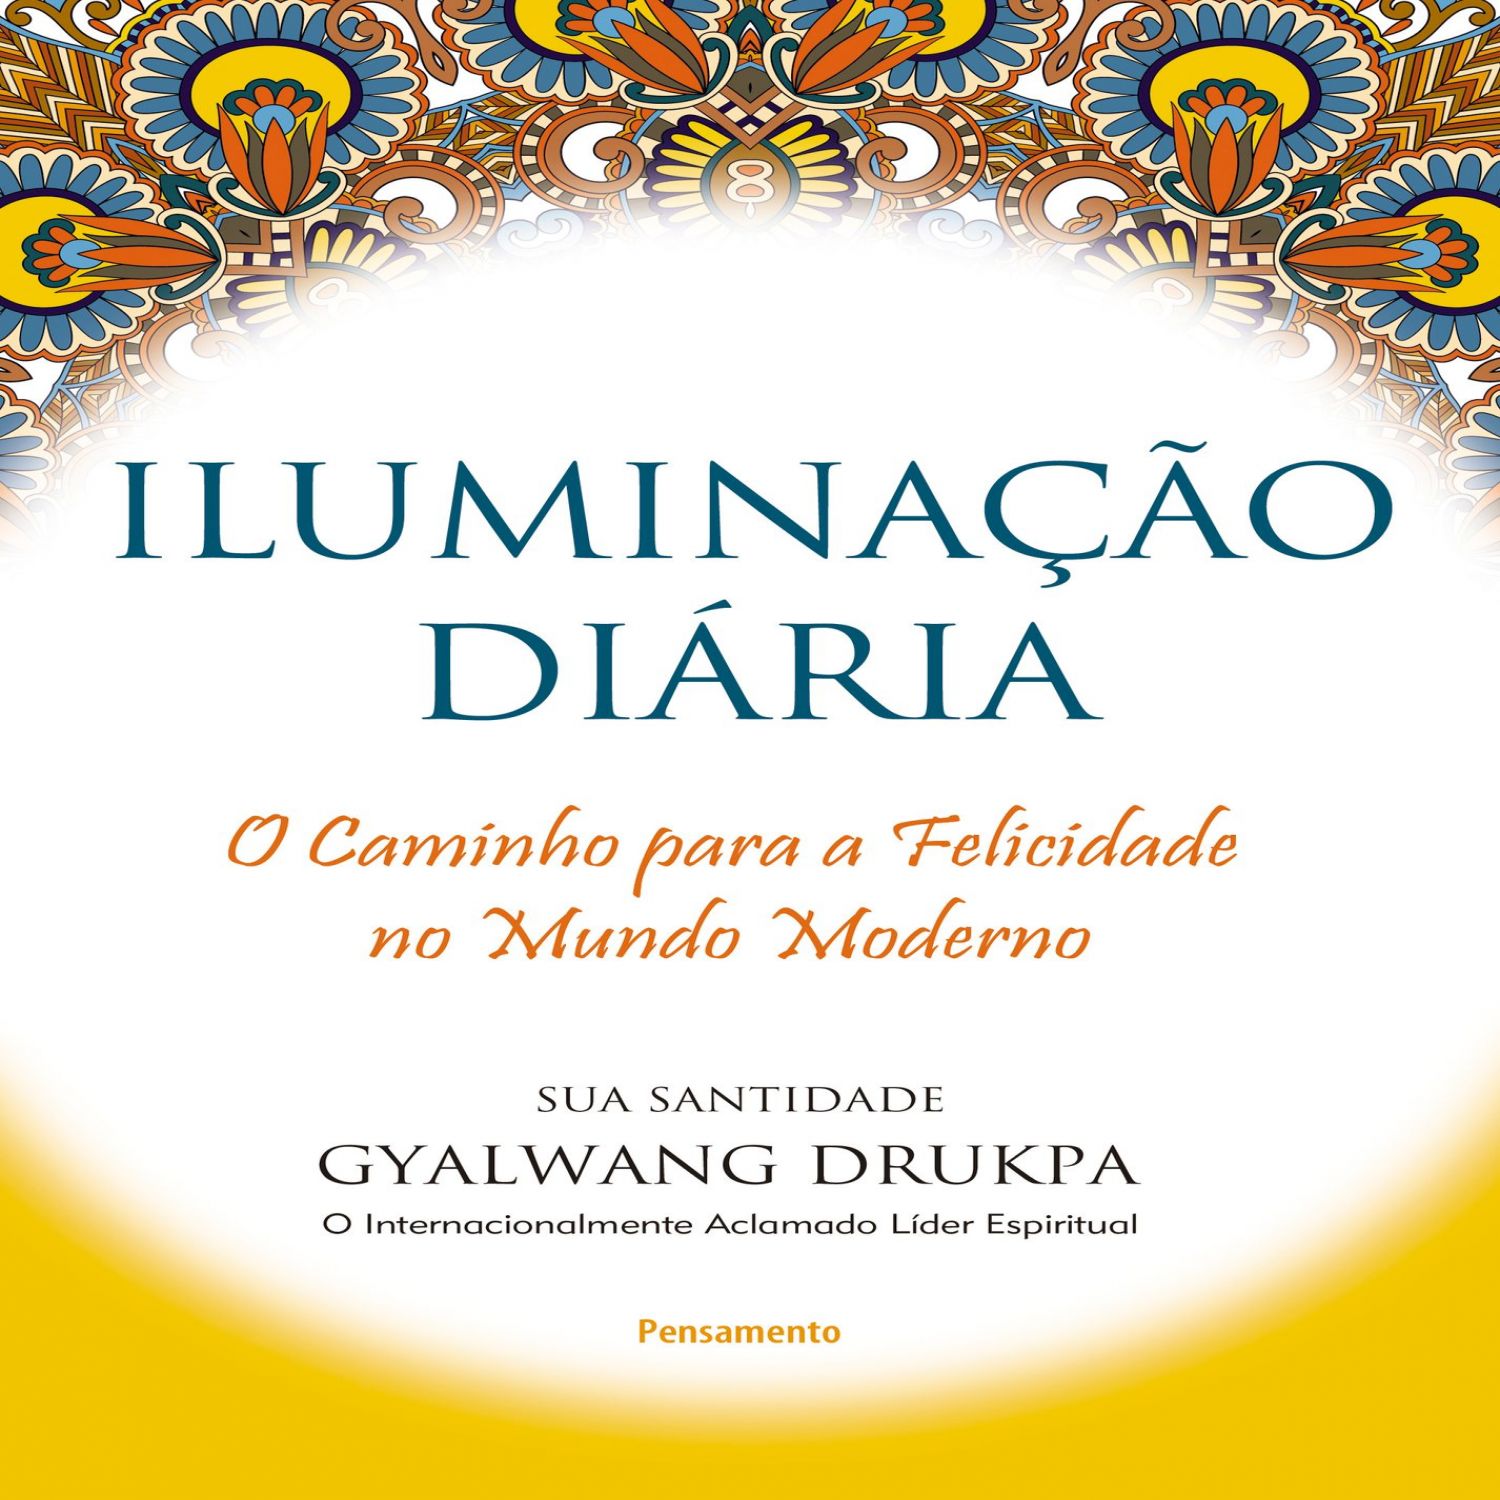 ILUMINAÇÃO
DIÁRIA
O Caminho para a Felicidade
no Mundo Moderno
SUA SANTIDADE
GYALWANG DRUKPA
O Internacionalmente Aclamado Líder Espiritual
Pensamento